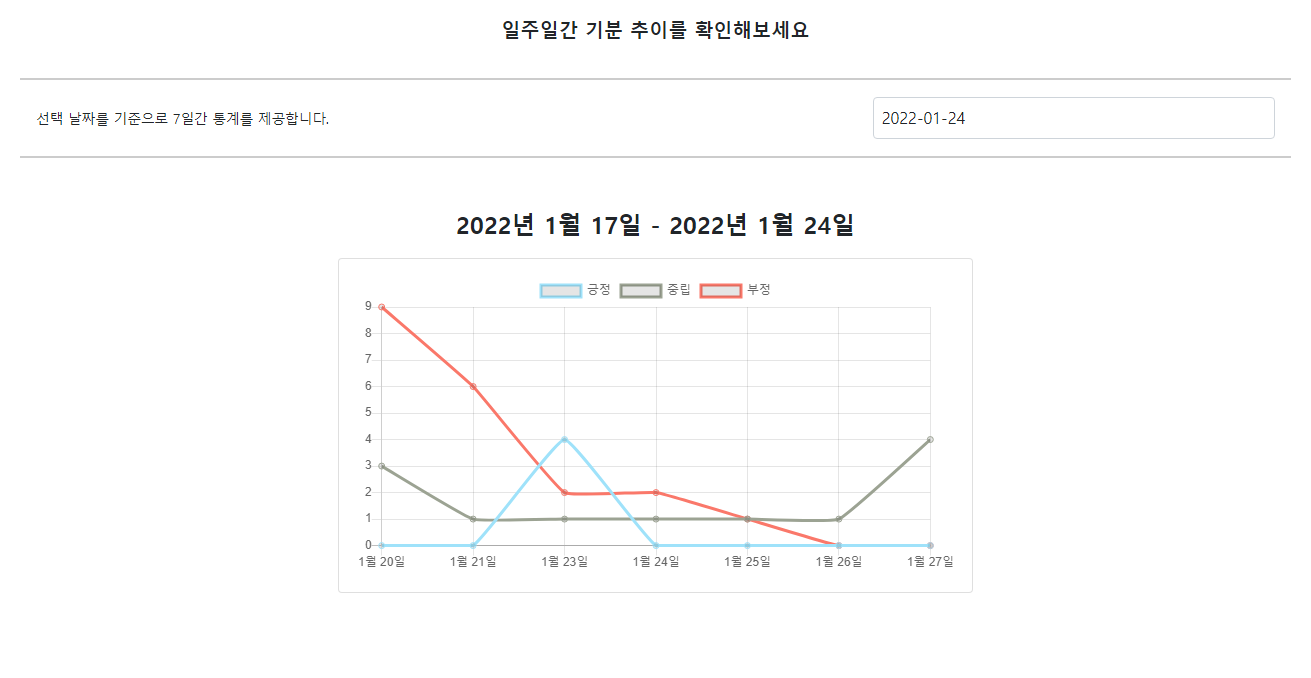 일주일간 기분 추이를 확인해보세요
선택 날짜를 기준으로 7일간 통계를 제공합니다.
2022-01-24
2022년 1월 17일 - 2022년 1월 24일
긍정 중립 부정
9
8
7
6
5
4
3
2
1
0
1월 20일 1월 21일 1월 23일 1월 24일 1월 25일 1월 26일 1월 27일